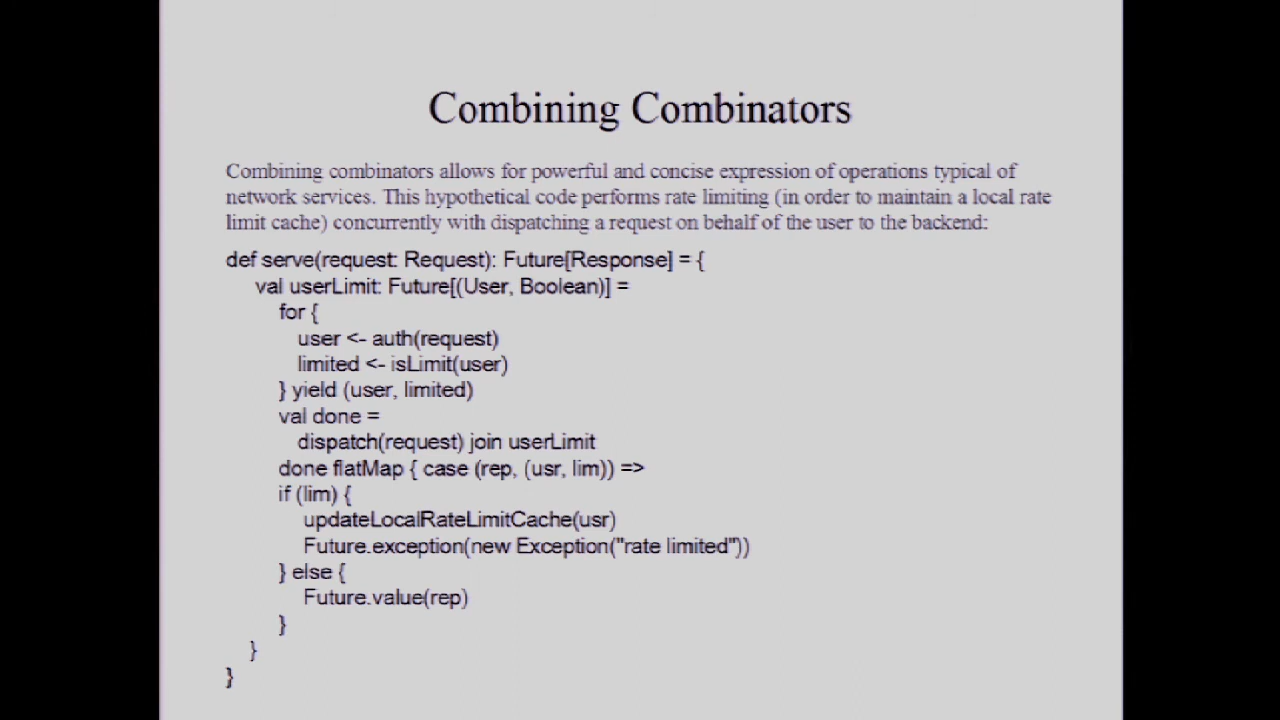 Combining Combinators
Combining combinators allows for powerful and concise expression of operations typical of
network services. This hypothetical code performs rate limiting (in order to maintain a local rate
limit cache) concurrently with dispatching a request on behalf of the user to the backend:
def serve(request: Request): Future[Response] = {
val userLimit: Future[(User, Boolean)] =
for {
user <- auth(request)
limited <- isLimit(user)
} yield (user, limited)
val done =
dispatch(request) join userLimit
done flatMap { case (rep, (usr, lim)) =>
if (lim) {
updateLocalRateLimitCache(usr)
Future.exception(new Exception("rate limited"))
} else {
Future.value(rep)
}
}
}